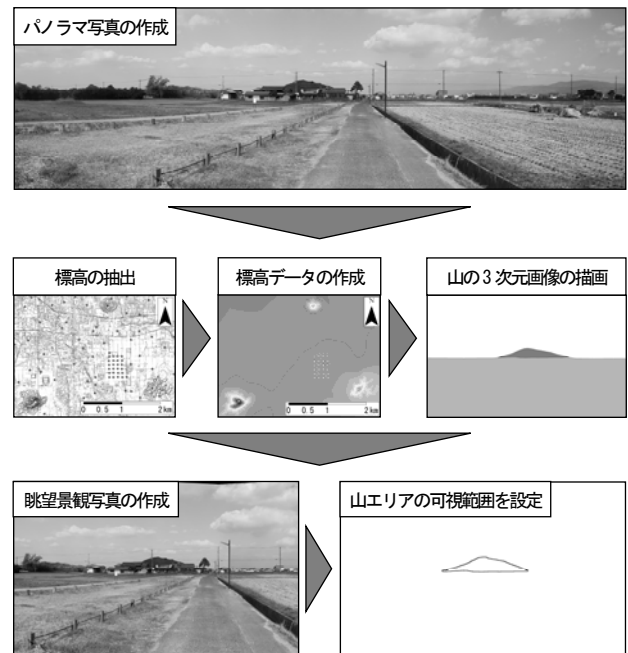 パノラマ写真の作成
標高の抽出
標高データの作成
山の3次元画像の描画
N
N
0 0.5 1 2km
0 0.5 1 2km
眺望景観写真の作成
山エリアの可視範囲を設定